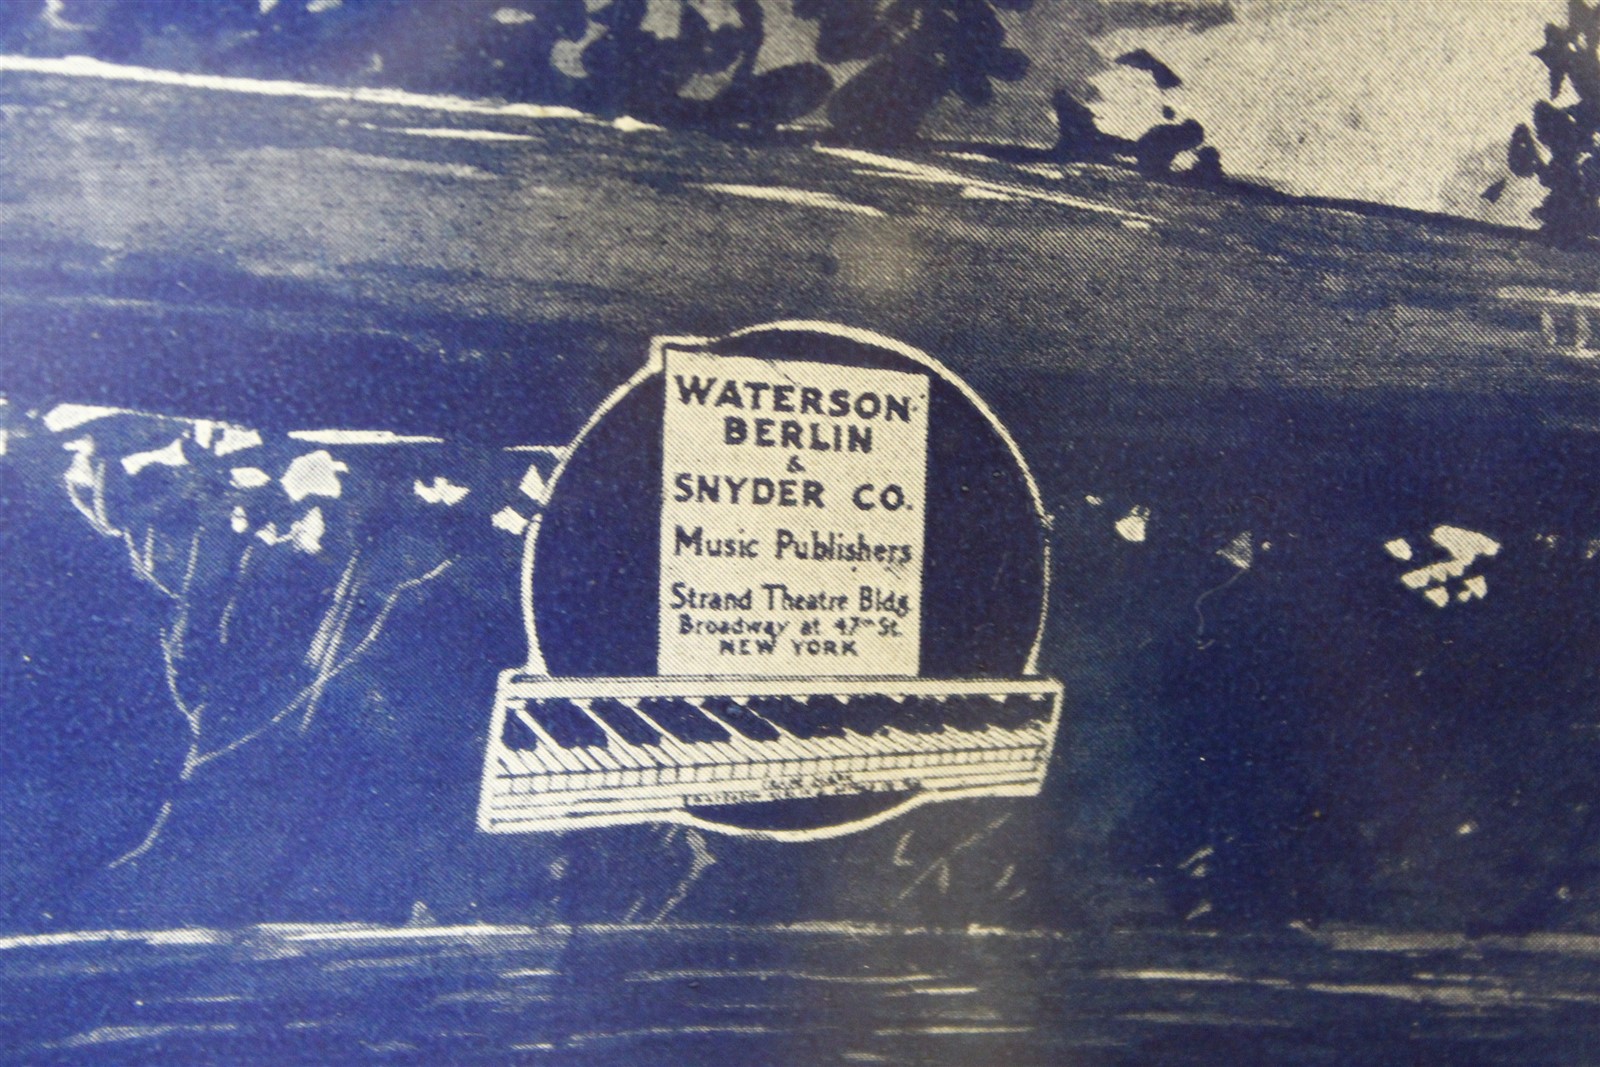 WATERSON·
BERLIN
&
SNYDER CO.
Music Publishers
Strand Theatre Bldg.
Broadway at 47th St.
NEW YORK